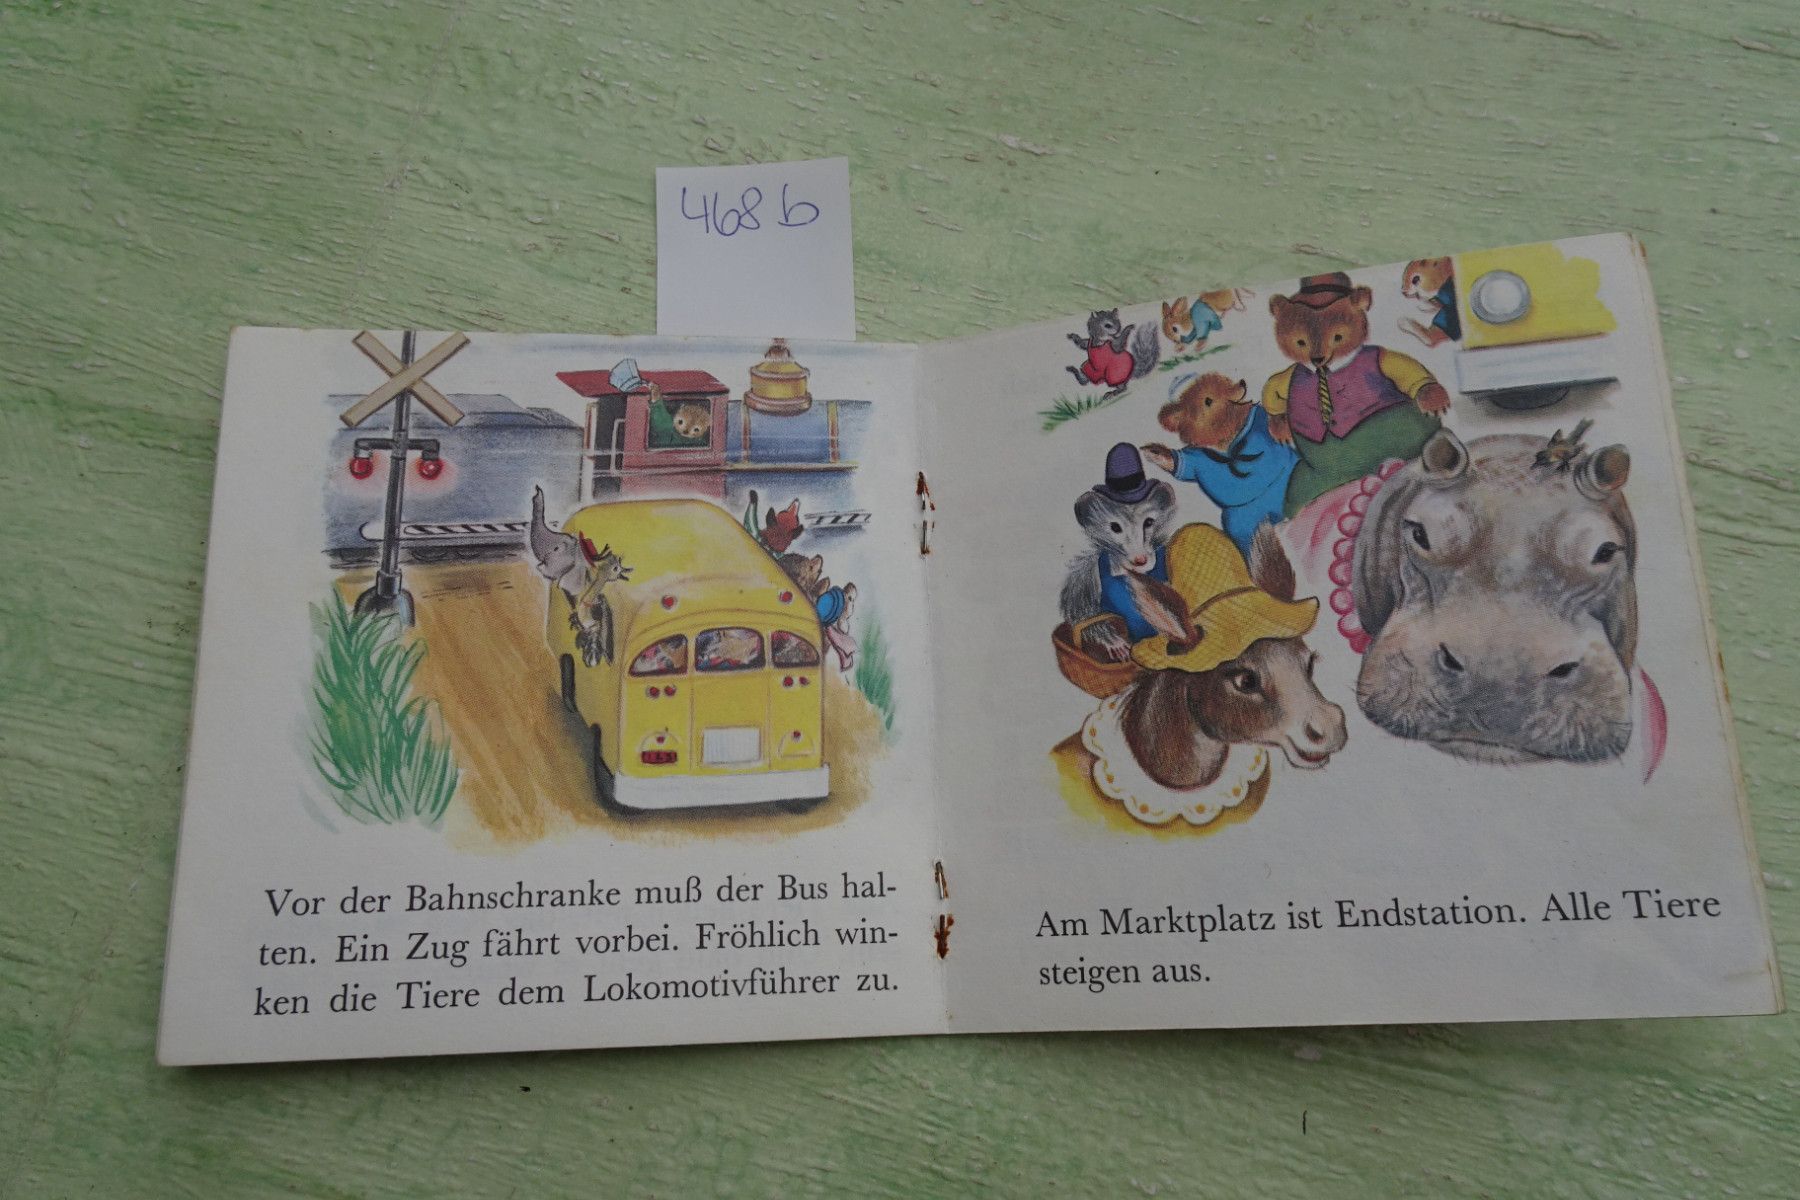 468 b
Vor der Bahnschranke muß der Bus hal-
ten. Ein Zug fährt vorbei. Fröhlich win-
ken die Tiere dem Lokomotivführer zu.
Am Marktplatz ist Endstation. Alle Tiere
steigen aus.